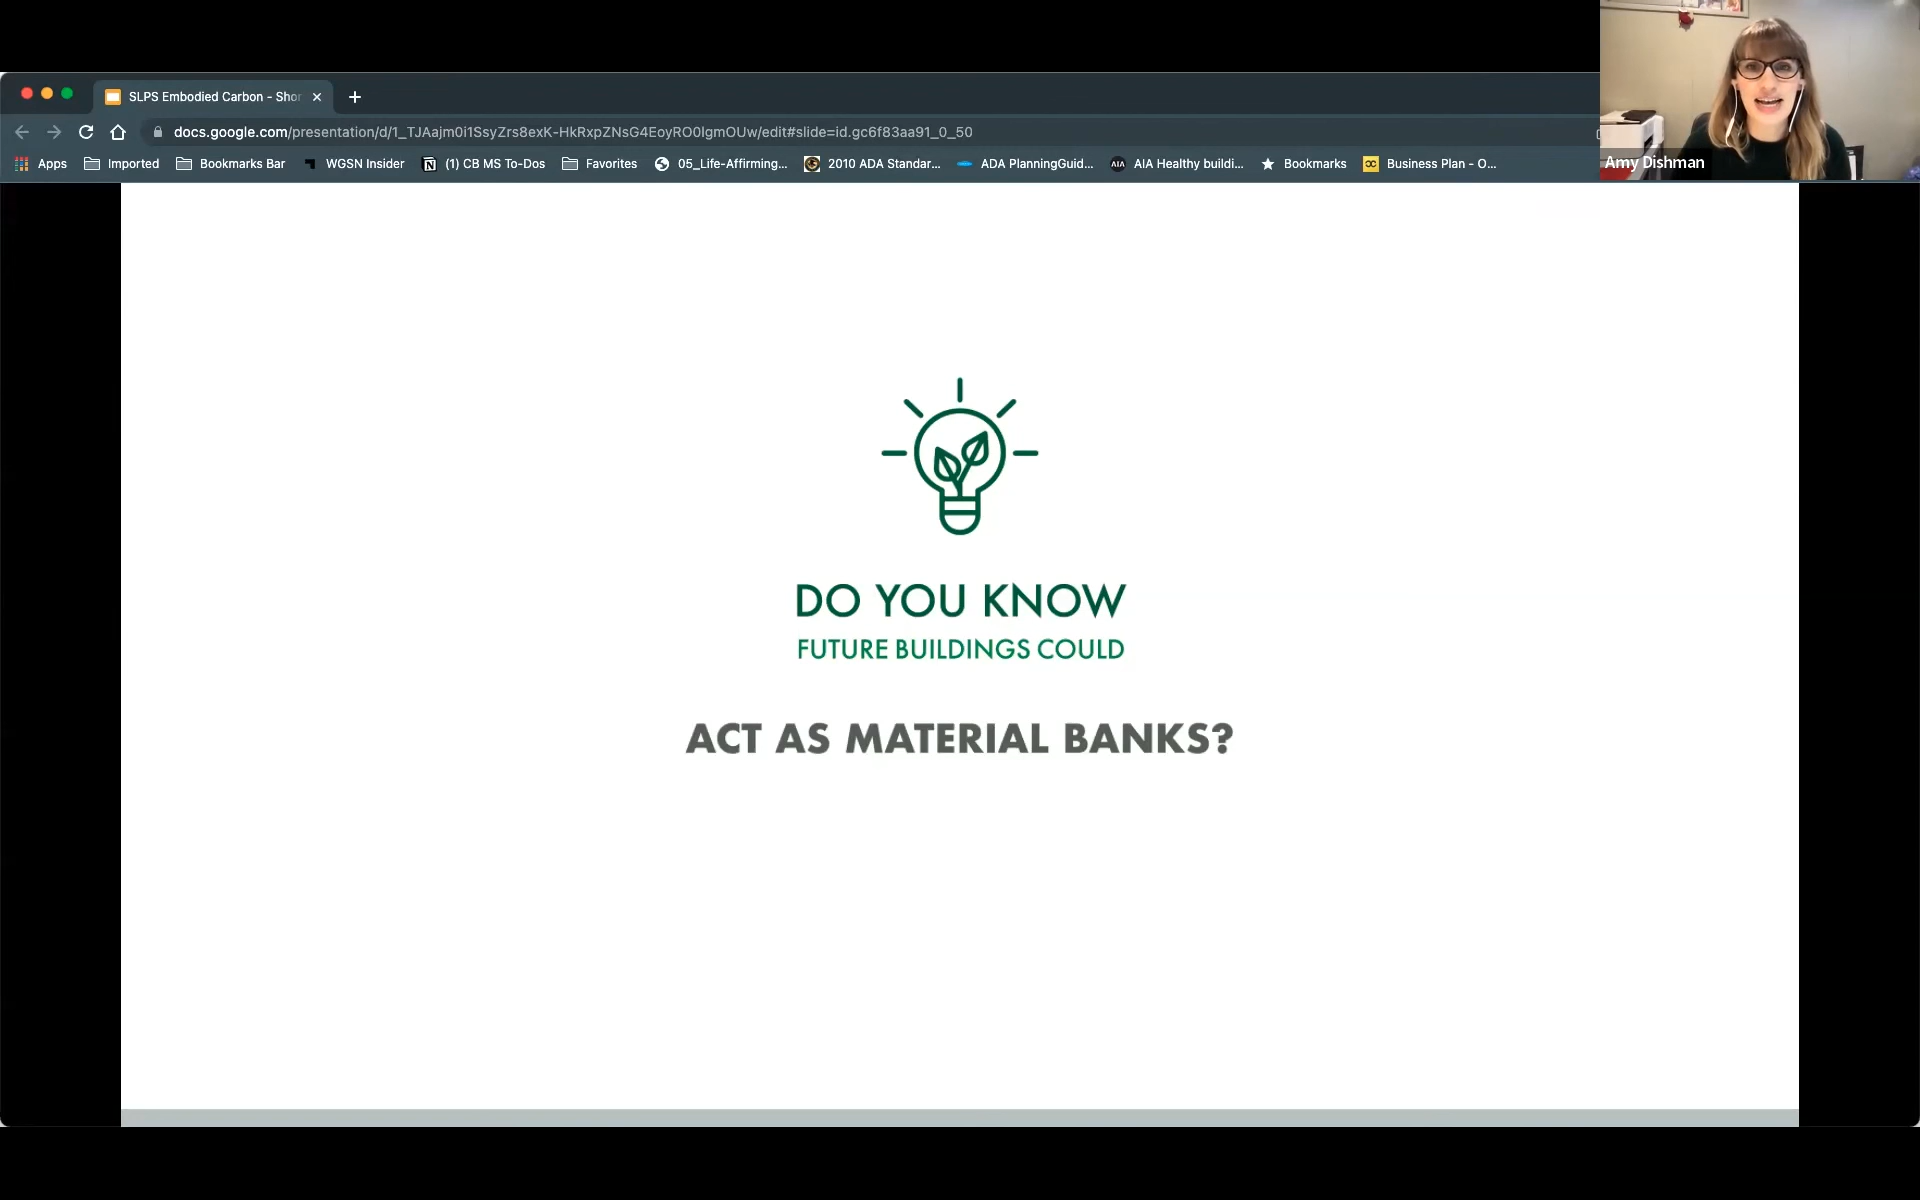 SLPS Embodied Carbon - Shor
docs.google.com/presentation/d/1_TJAajm0i1SsyZrs8exK-HkRxpZNsG4EoyRO0IgmOUw/edit#slide=id.gc6f83aa91_0_50
Apps Imported Bookmarks Bar WGSN Insider (1) CB MS To-Dos Favorites 05_Life-Affirming... 2010 ADA Standar... ADA PlanningGuid... AIA AIA Healthy buildi... Bookmarks Business Plan - O...
Amy Dishman
DO YOU KNOW
FUTURE BUILDINGS COULD
ACT AS MATERIAL BANKS?